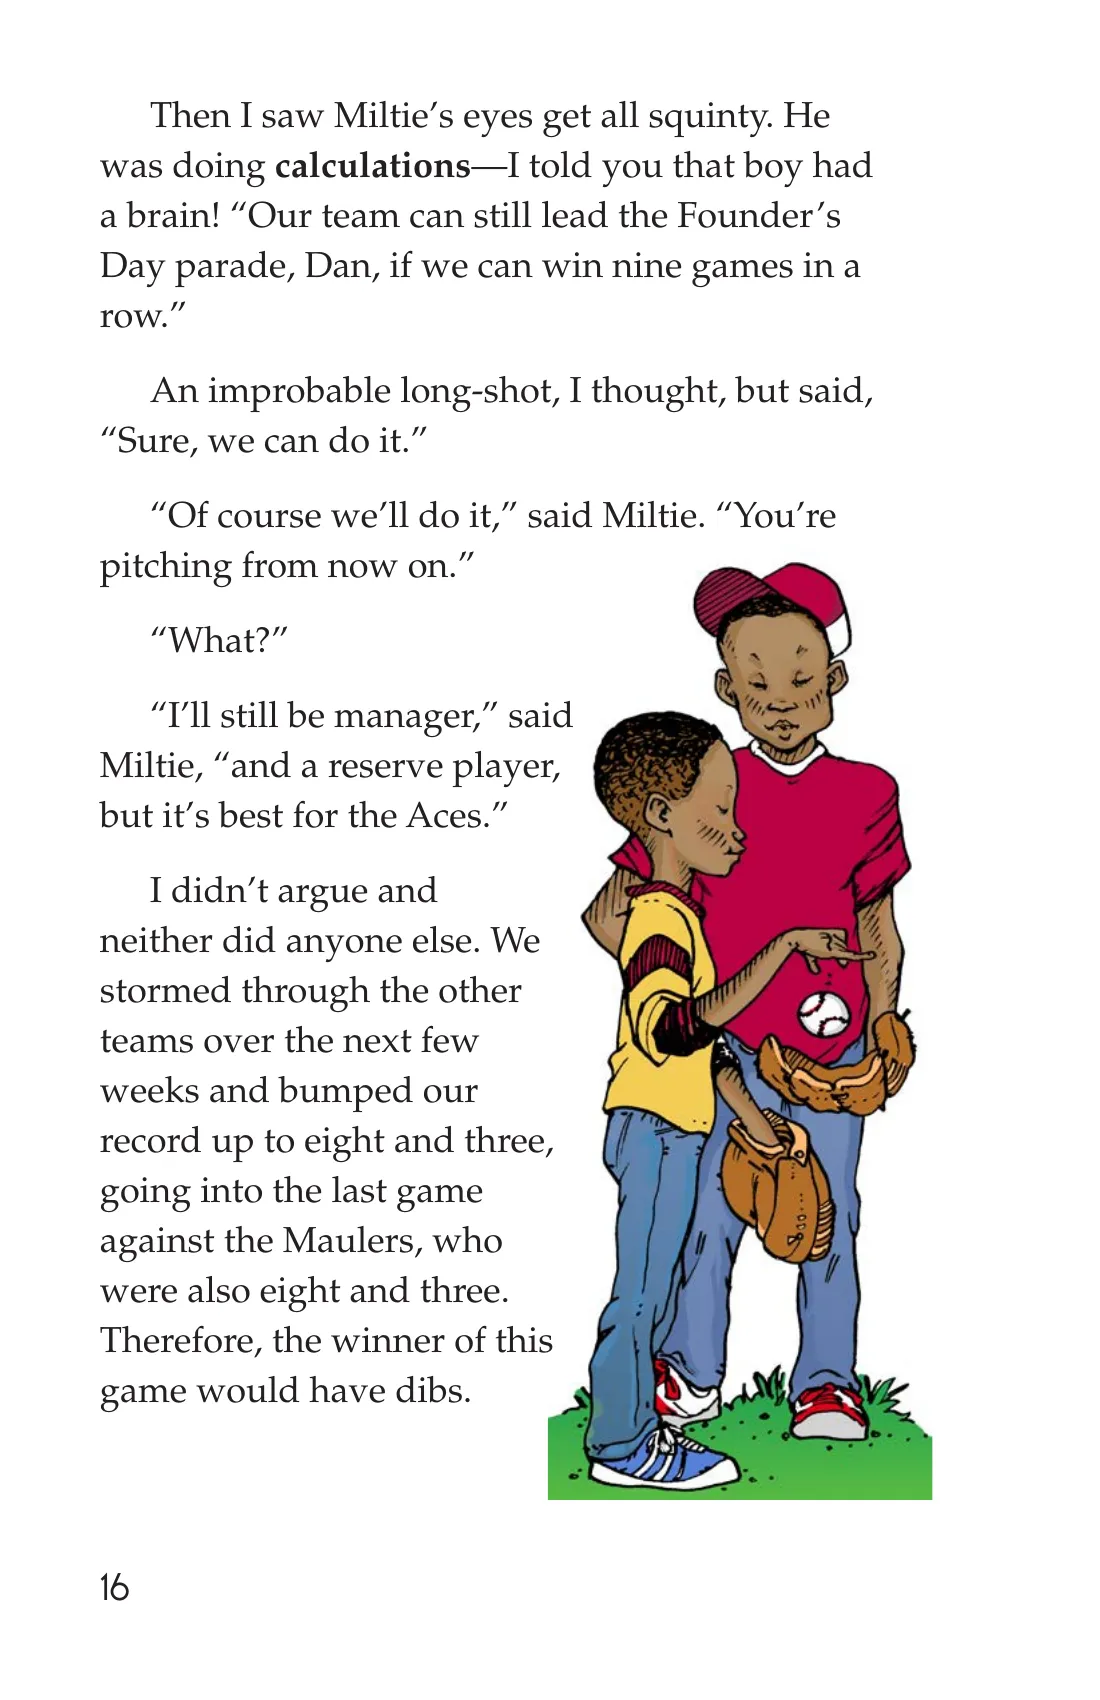 Then I saw Miltie’s eyes get all squinty. He
was doing calculations—I told you that boy had
a brain! “Our team can still lead the Founder’s
Day parade, Dan, if we can win nine games in a
row.”
An improbable long-shot, I thought, but said,
“Sure, we can do it.”
“Of course we’ll do it,” said Miltie. “You’re
pitching from now on.”
“What?”
“I’ll still be manager,” said
Miltie, “and a reserve player,
but it’s best for the Aces.”
I didn’t argue and
neither did anyone else. We
stormed through the other
teams over the next few
weeks and bumped our
record up to eight and three,
going into the last game
against the Maulers, who
were also eight and three.
Therefore, the winner of this
game would have dibs.
16